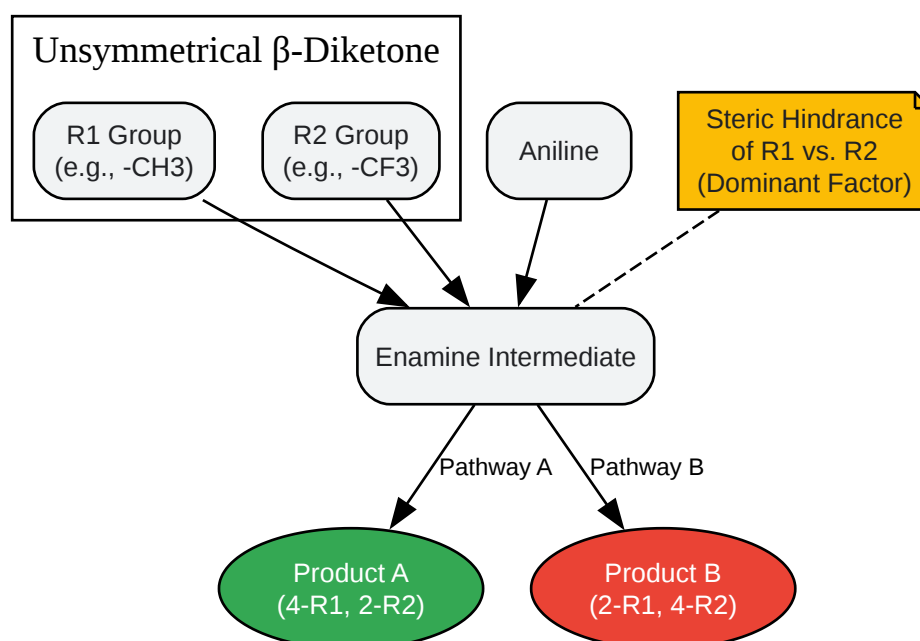 Unsymmetrical β-Diketone
R1 Group
(e.g., -CH3)
R2 Group
(e.g., -CF3)
Aniline
Steric Hindrance
of R1 vs. R2
(Dominant Factor)
Enamine Intermediate
Pathway A
Pathway B
Product A
(4-R1, 2-R2)
Product B
(2-R1, 4-R2)